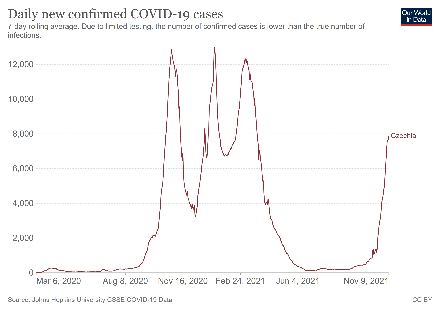 Daily new confirmed COVID-19 cases
7-day rolling average. Due to limited testing, the number of confirmed cases is lower than the true number of
infections.
Our World
in Data
12,000
10,000
8,000
Czechia
6,000
4,000
2,000
0
Mar 6, 2020 Aug 8, 2020 Nov 16, 2020 Feb 24, 2021 Jun 4, 2021 Nov 9, 2021
Source: Johns Hopkins University CSSE COVID-19 Data
CC BY